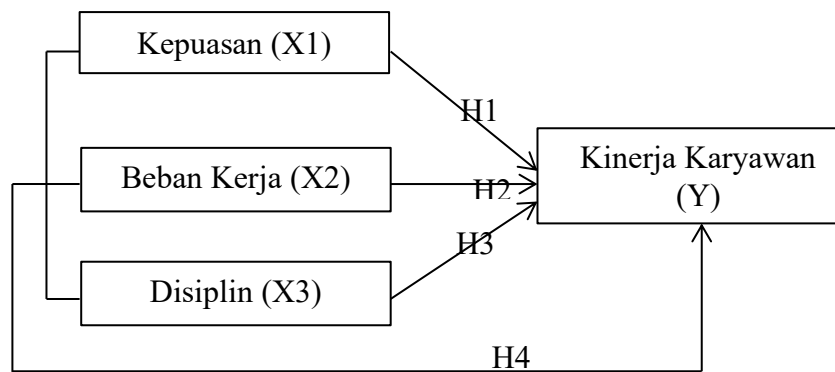 Kepuasan (X1)
H1
Beban Kerja (X2)
H2
Kinerja Karyawan
(Y)
H3
Disiplin (X3)
H4